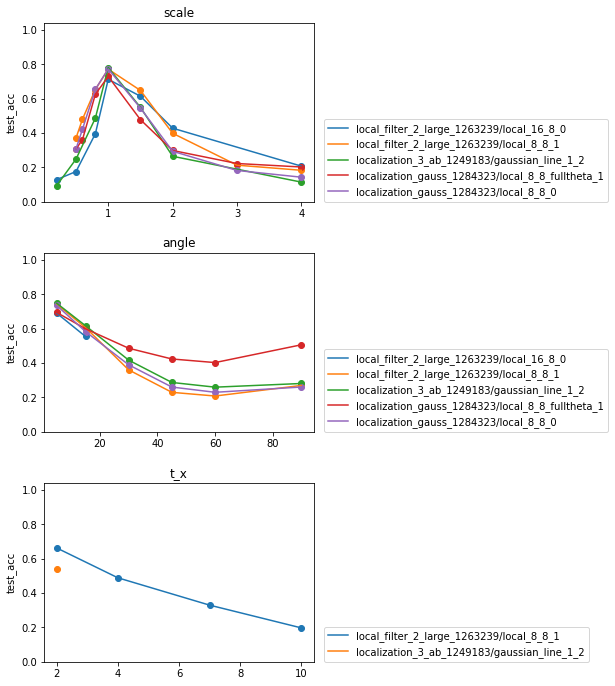 scale
1.0
0.8
0.6
0.4
0.2
0.0
test_acc
1 2 3 4
local_filter_2_large_1263239/local_16_8_0
local_filter_2_large_1263239/local_8_8_1
localization_3_ab_1249183/gaussian_line_1_2
localization_gauss_1284323/local_8_8_fulltheta_1
localization_gauss_1284323/local_8_8_0
angle
1.0
0.8
0.6
0.4
0.2
0.0
test_acc
20 40 60 80
local_filter_2_large_1263239/local_16_8_0
local_filter_2_large_1263239/local_8_8_1
localization_3_ab_1249183/gaussian_line_1_2
localization_gauss_1284323/local_8_8_fulltheta_1
localization_gauss_1284323/local_8_8_0
t_x
1.0
0.8
0.6
0.4
0.2
0.0
test_acc
2 4 6 8 10
local_filter_2_large_1263239/local_8_8_1
localization_3_ab_1249183/gaussian_line_1_2